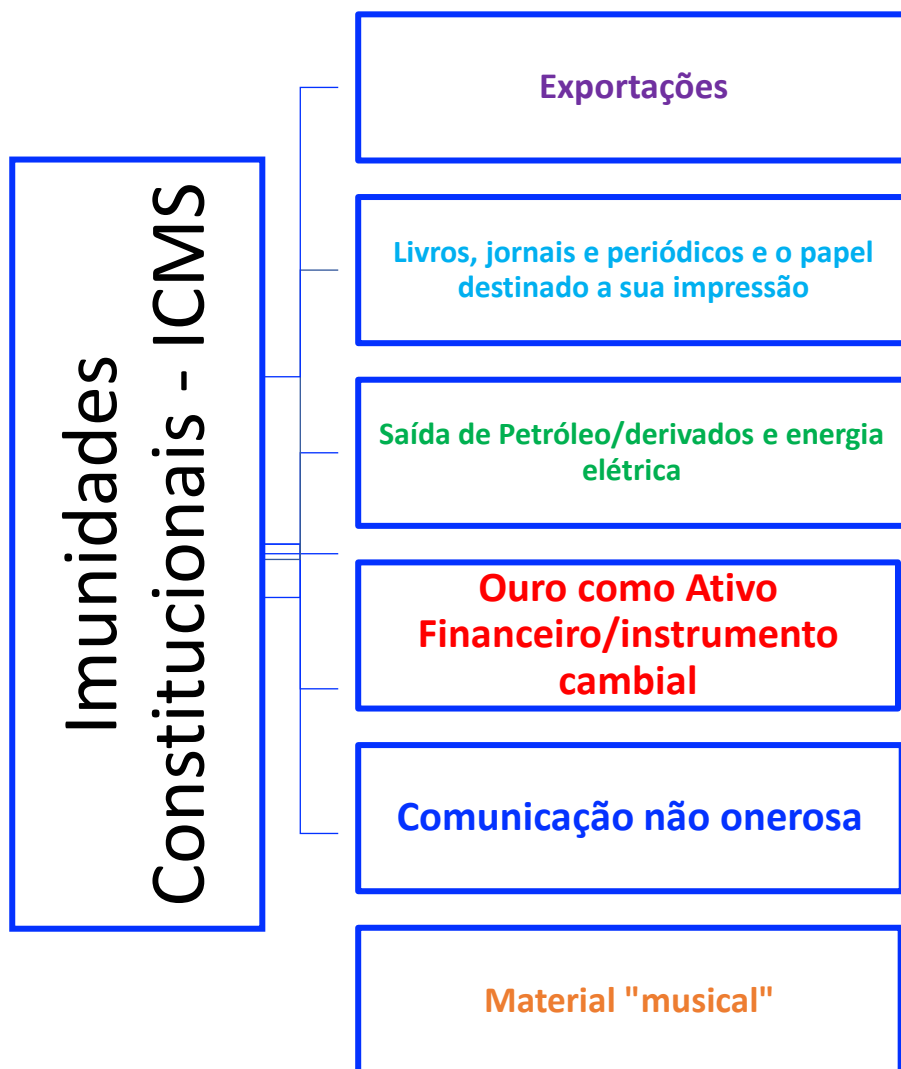 Imunidades
Constitucionais - ICMS
Exportações
Livros, jornais e periódicos e o papel
destinado a sua impressão
Saída de Petróleo/derivados e energia
elétrica
Ouro como Ativo
Financeiro/instrumento
cambial
Comunicação não onerosa
Material "musical"